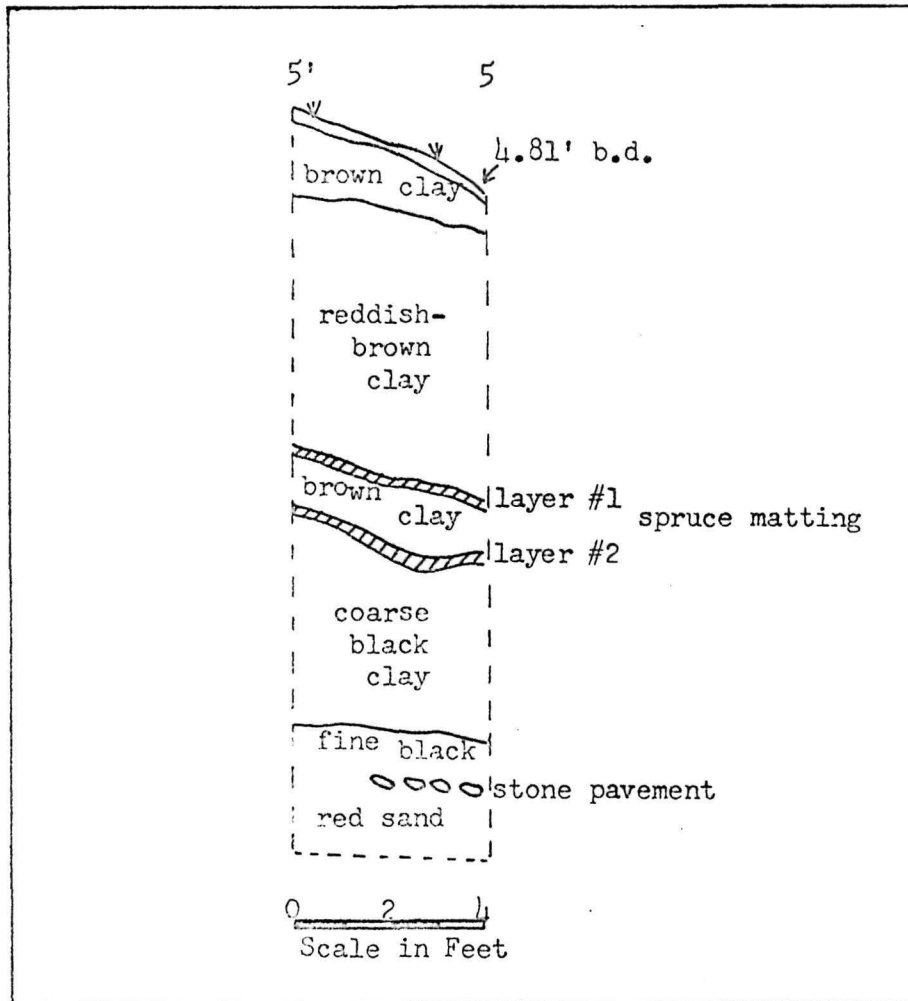 5' 5
4.81' b.d.
brown clay
reddish-
brown
clay
layer #1
brown clay
spruce matting
layer #2
coarse
black
clay
fine black
stone pavement
red sand
0 2 4
Scale in Feet